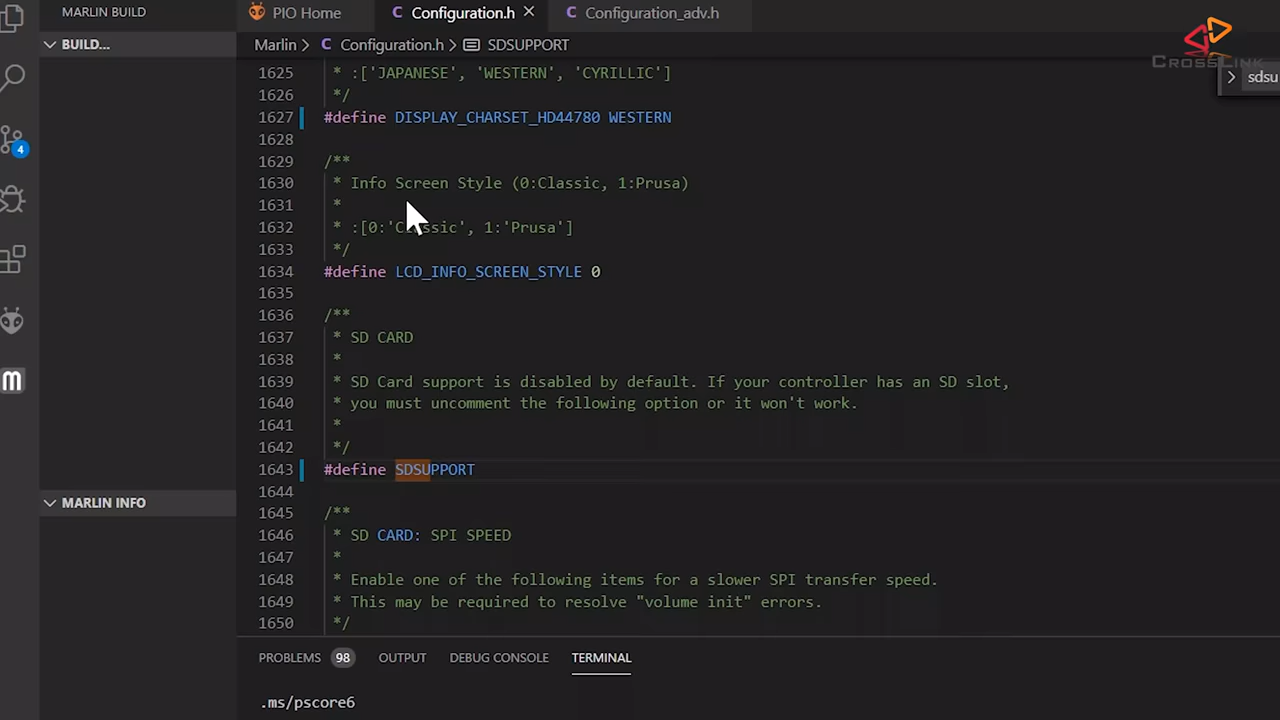 MARLIN BUILD
PIO Home
C Configuration.h ×
C Configuration_adv.h
BUILD...
Marlin > C Configuration.h > SDSUPPORT
CROSSLINK
sdsu
4
1625 * :['JAPANESE', 'WESTERN', 'CYRILLIC']
1626 */
1627 #define DISPLAY_CHARSET_HD44780 WESTERN
1628
1629 /**
1630 * Info Screen Style (0:Classic, 1:Prusa)
1631 *
1632 * :[0:'Classic', 1:'Prusa']
1633 */
1634 #define LCD_INFO_SCREEN_STYLE 0
1635
1636 /**
1637 * SD CARD
1638 *
1639 * SD Card support is disabled by default. If your controller has an SD slot,
1640 * you must uncomment the following option or it won't work.
1641 *
1642 */
1643 #define SDSUPPORT
1644
1645 /**
1646 * SD CARD: SPI SPEED
1647 *
1648 * Enable one of the following items for a slower SPI transfer speed.
1649 * This may be required to resolve "volume init" errors.
1650 */
m
MARLIN INFO
PROBLEMS 98 OUTPUT DEBUG CONSOLE TERMINAL
.ms/pscore6